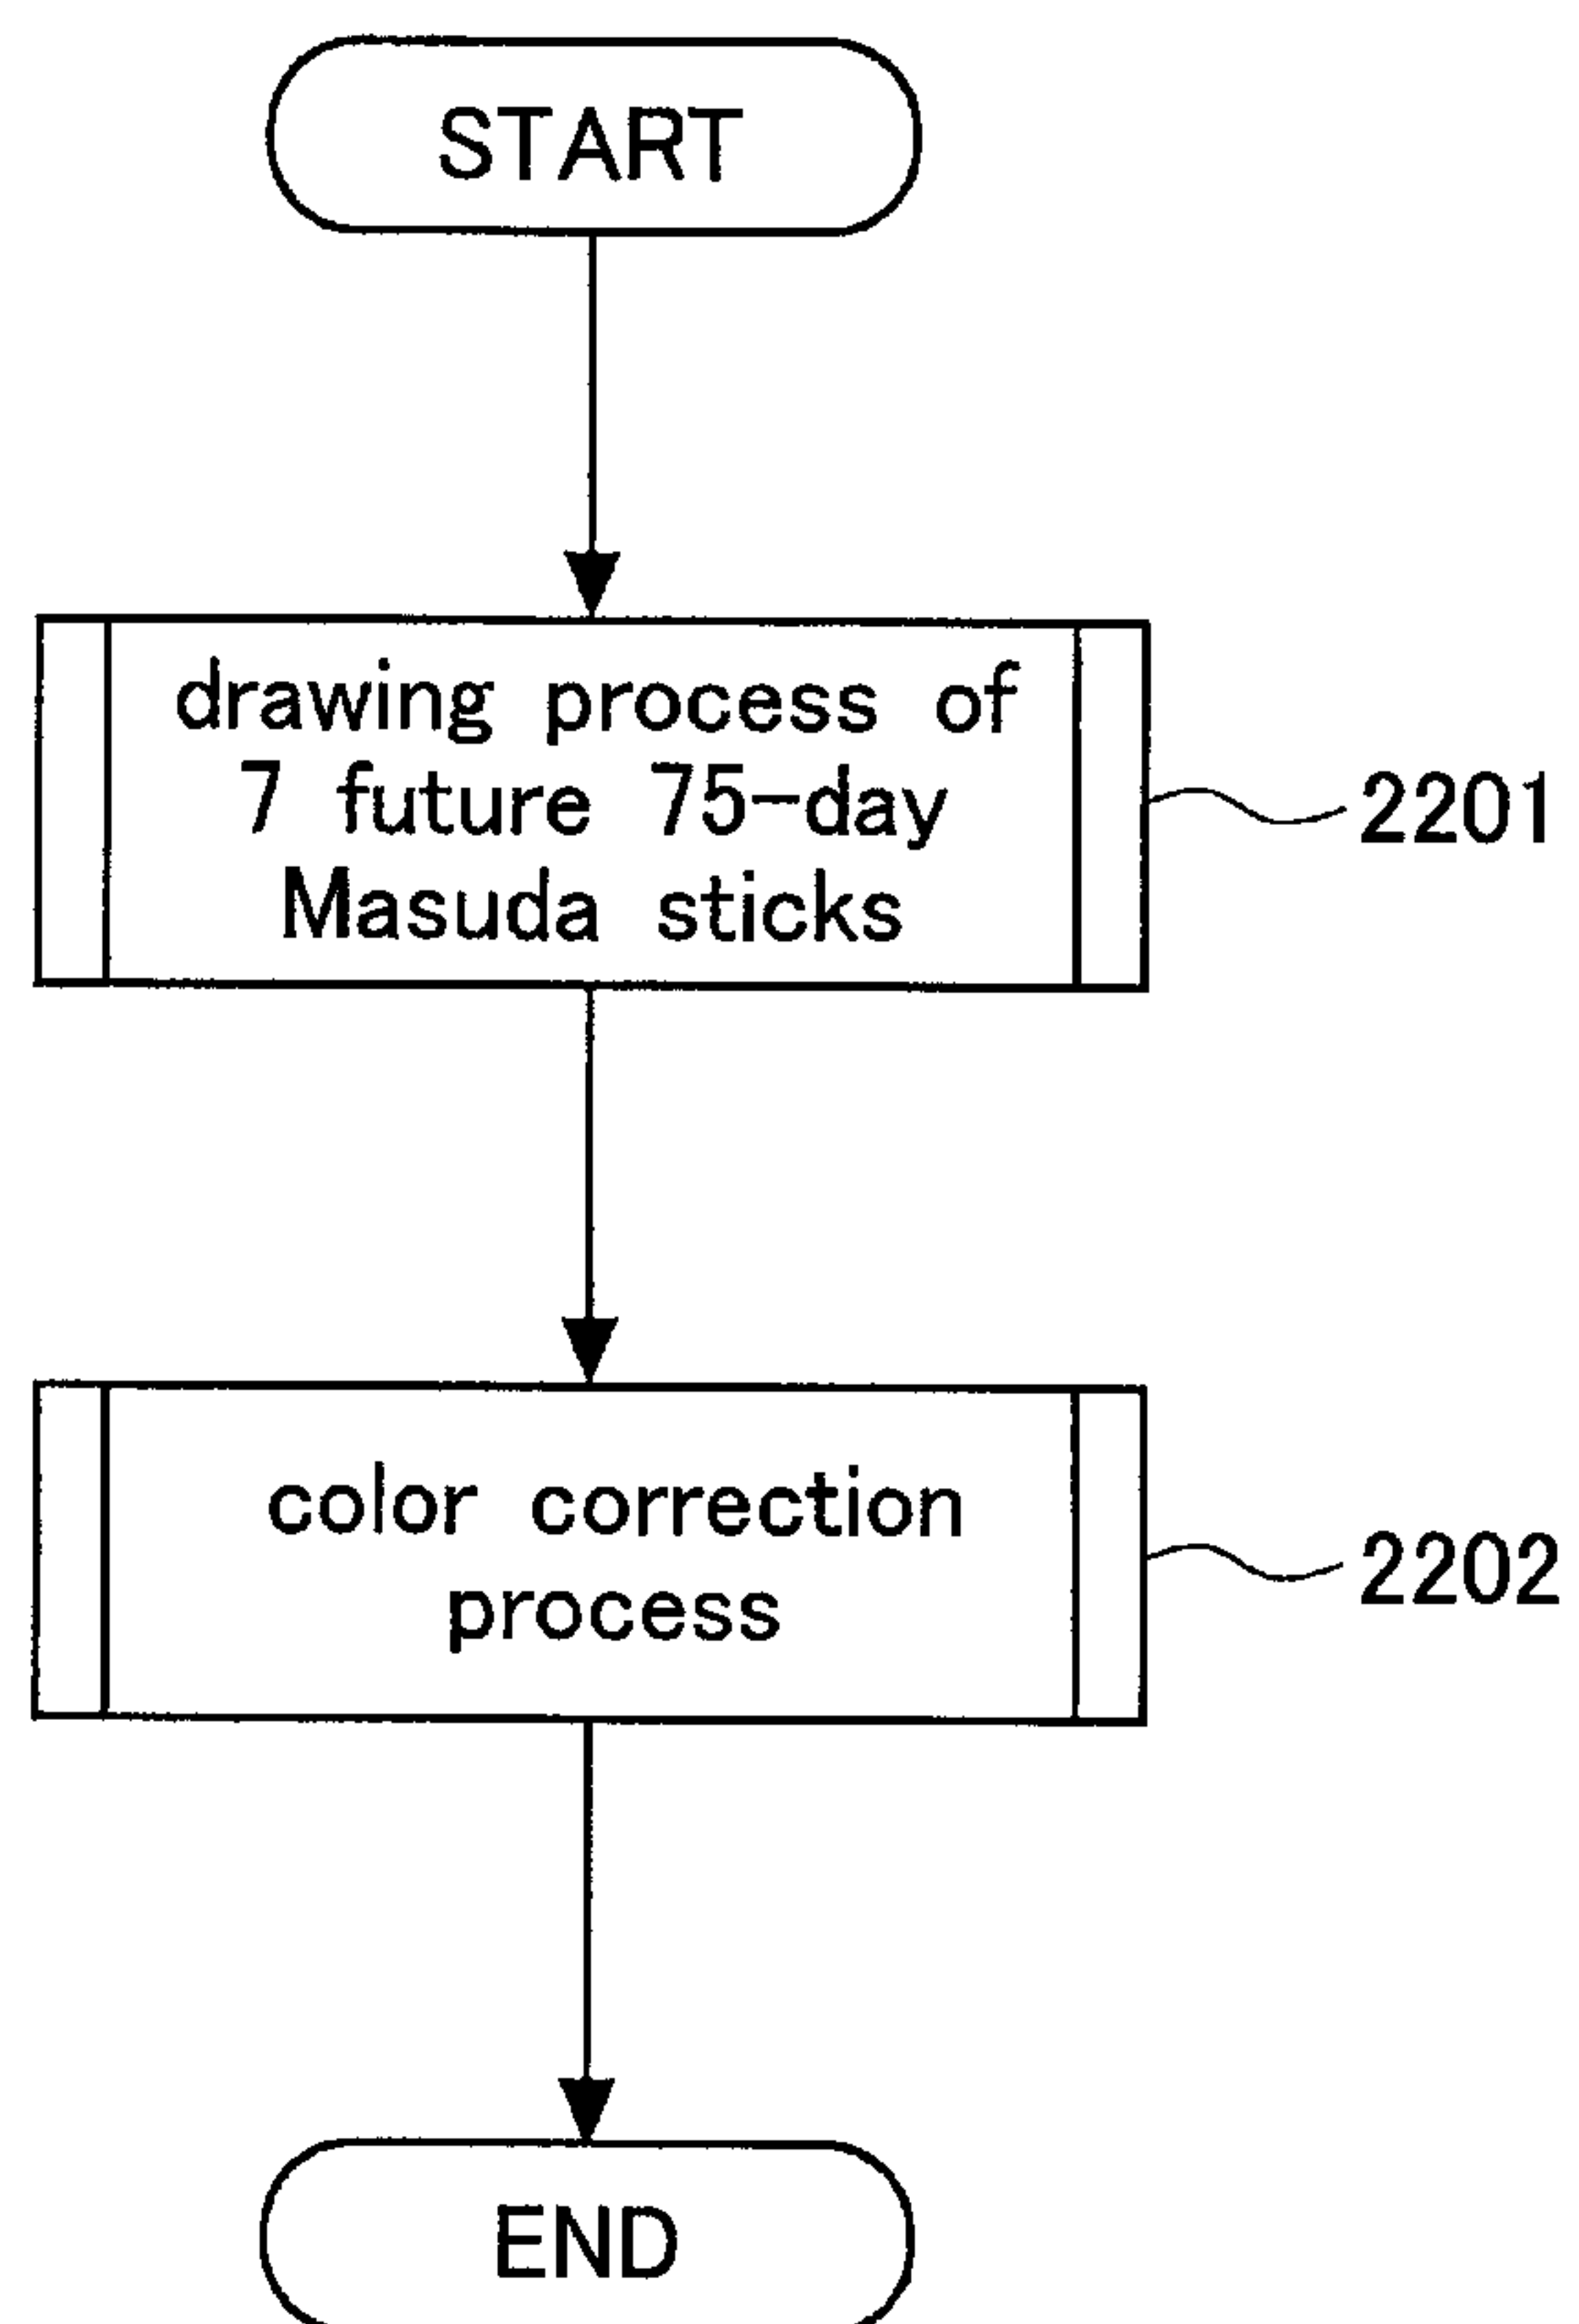 START
drawing process of
7 future 75-day
Masuda sticks
2201
color correction
process
2202
END